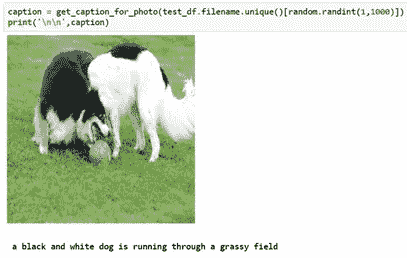 caption = get_caption_for_photo(test_df.filename.unique()[random.randint(1,1000)])
print('\n\n',caption)
a black and white dog is running through a grassy field